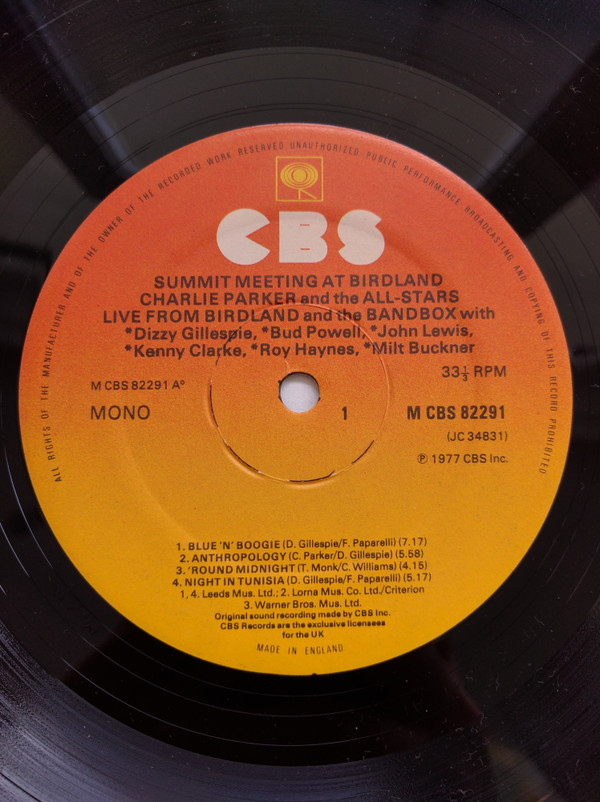 ALL RIGHTS OF THE MANUFACTURER AND OF THE OWNER OF THE RECORDED WORK RESERVED UNAUTHORIZED PUBLIC PERFORMANCE BROADCASTING AND COPYING OF THIS RECORD PROHIBITED
CBS
SUMMIT MEETING AT BIRDLAND
CHARLIE PARKER and the ALL-STARS
LIVE FROM BIRDLAND and the BANDBOX with
*Dizzy Gillespie, *Bud Powell, *John Lewis,
*Kenny Clarke, *Roy Haynes, *Milt Buckner
33⅓ RPM
M CBS 82291 A°
MONO 1 M CBS 82291
(JC 34831)
℗ 1977 CBS Inc.
1. BLUE 'N' BOOGIE (D. Gillespie/F. Paparelli) (7.17)
2. ANTHROPOLOGY (C. Parker/D. Gillespie) (5.58)
3. 'ROUND MIDNIGHT (T. Monk/C. Williams) (4.15)
4. NIGHT IN TUNISIA (D. Gillespie/F. Paparelli) (5.17)
1, 4. Leeds Mus. Ltd.; 2. Lorna Mus. Co. Ltd./Criterion
3. Warner Bros. Mus. Ltd.
Original sound recording made by CBS Inc.
CBS Records are the exclusive licensees
for the UK
MADE IN ENGLAND